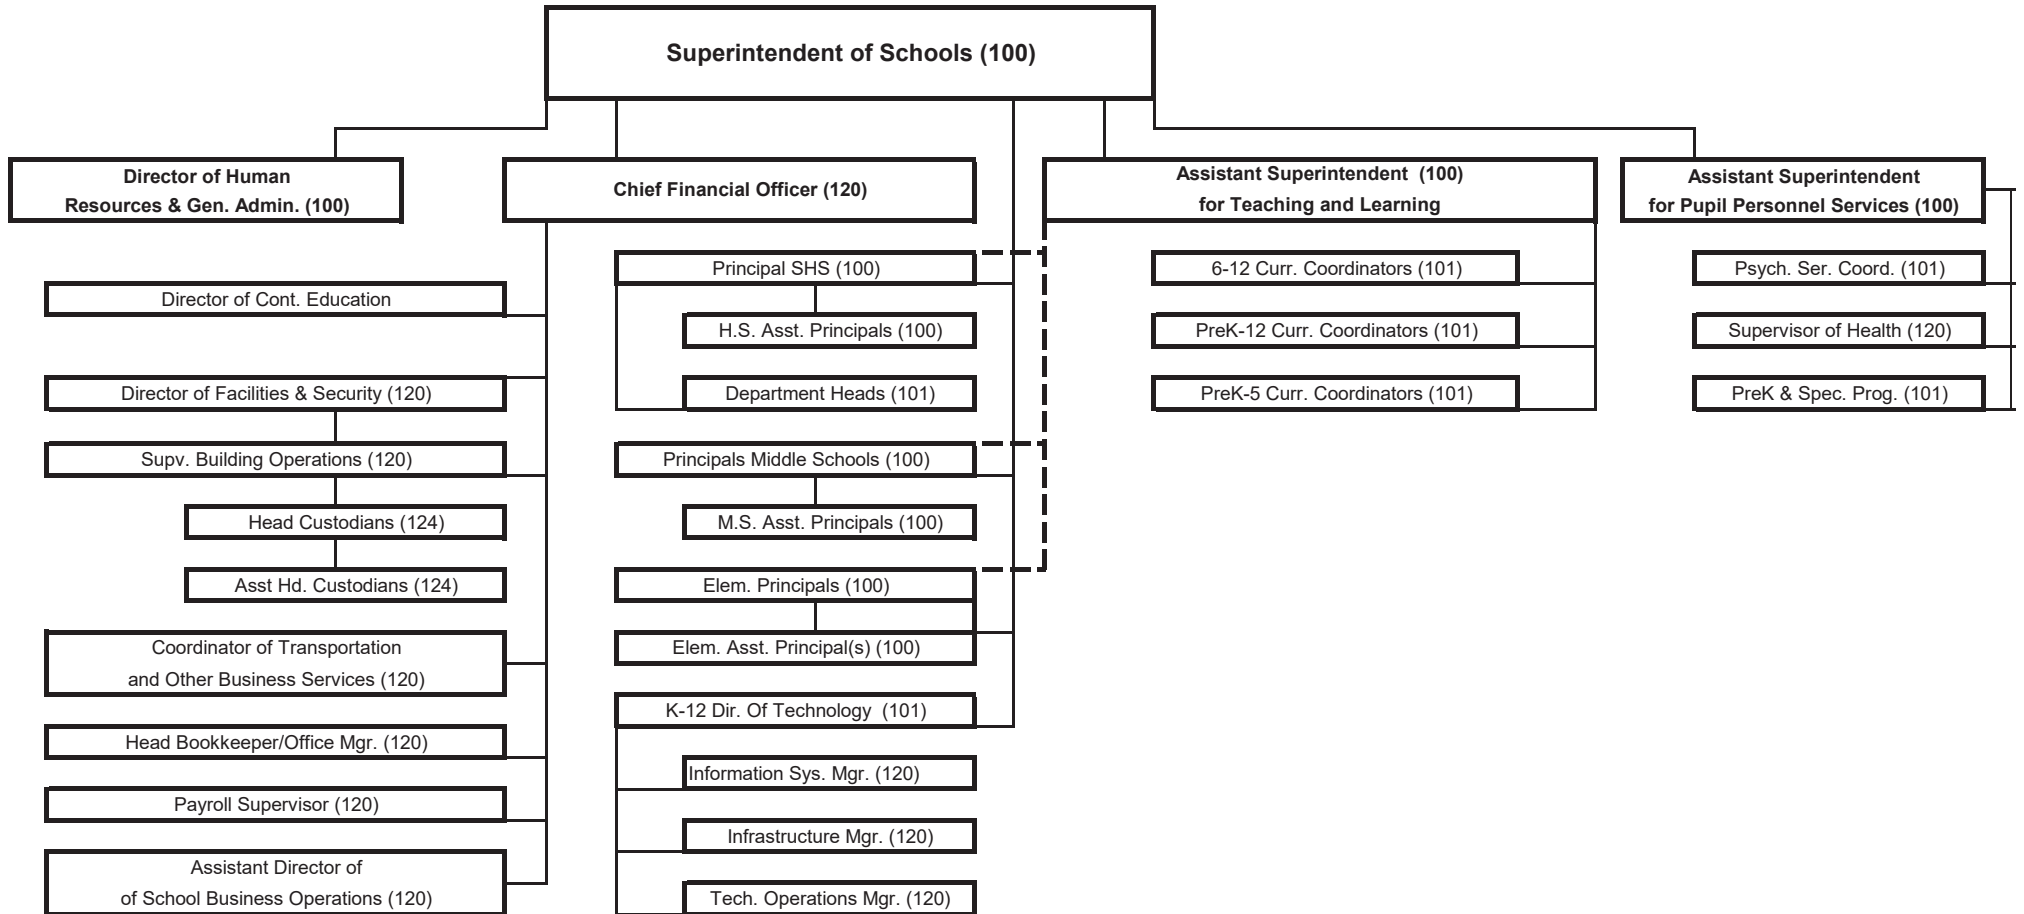 Superintendent of Schools (100)
Director of Human
Resources & Gen. Admin. (100)
Chief Financial Officer (120)
Assistant Superintendent (100)
for Teaching and Learning
Assistant Superintendent
for Pupil Personnel Services (100)
Director of Cont. Education
Director of Facilities & Security (120)
Supv. Building Operations (120)
Head Custodians (124)
Asst Hd. Custodians (124)
Coordinator of Transportation
and Other Business Services (120)
Head Bookkeeper/Office Mgr. (120)
Payroll Supervisor (120)
Assistant Director of
of School Business Operations (120)
Principal SHS (100)
H.S. Asst. Principals (100)
Department Heads (101)
Principals Middle Schools (100)
M.S. Asst. Principals (100)
Elem. Principals (100)
Elem. Asst. Principal(s) (100)
K-12 Dir. Of Technology (101)
Information Sys. Mgr. (120)
Infrastructure Mgr. (120)
Tech. Operations Mgr. (120)
6-12 Curr. Coordinators (101)
PreK-12 Curr. Coordinators (101)
PreK-5 Curr. Coordinators (101)
Psych. Ser. Coord. (101)
Supervisor of Health (120)
PreK & Spec. Prog. (101)